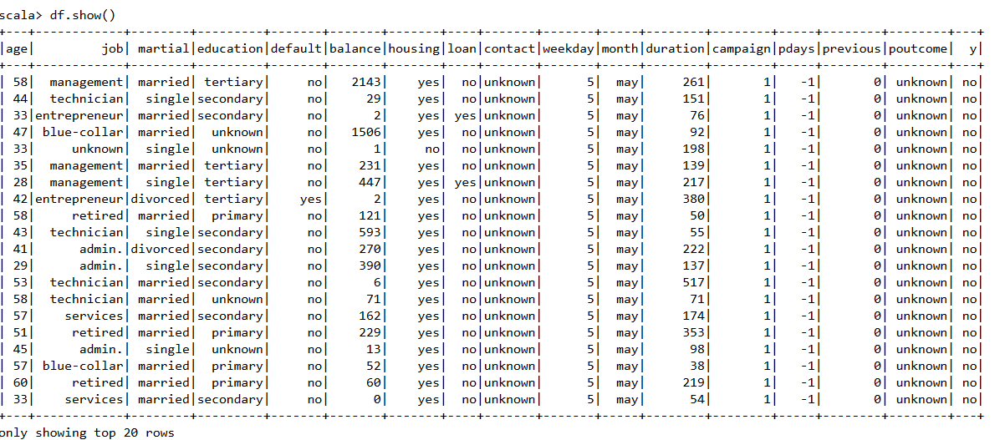 scala> df.show()
+---+------------+--------+---------+-------+-------+-------+----+-------+-------+-----+--------+--------+-----+--------+--------+---+
|age|         job| martial|education|default|balance|housing|loan|contact|weekday|month|duration|campaign|pdays|previous|poutcome|  y|
+---+------------+--------+---------+-------+-------+-------+----+-------+-------+-----+--------+--------+-----+--------+--------+---+
| 58|  management| married| tertiary|     no|   2143|    yes|  no|unknown|      5|  may|     261|       1|   -1|       0| unknown| no|
| 44|  technician|  single|secondary|     no|     29|    yes|  no|unknown|      5|  may|     151|       1|   -1|       0| unknown| no|
| 33|entrepreneur| married|secondary|     no|      2|    yes| yes|unknown|      5|  may|      76|       1|   -1|       0| unknown| no|
| 47| blue-collar| married|  unknown|     no|   1506|    yes|  no|unknown|      5|  may|      92|       1|   -1|       0| unknown| no|
| 33|     unknown|  single|  unknown|     no|      1|     no|  no|unknown|      5|  may|     198|       1|   -1|       0| unknown| no|
| 35|  management| married| tertiary|     no|    231|    yes|  no|unknown|      5|  may|     139|       1|   -1|       0| unknown| no|
| 28|  management|  single| tertiary|     no|    447|    yes| yes|unknown|      5|  may|     217|       1|   -1|       0| unknown| no|
| 42|entrepreneur|divorced| tertiary|    yes|      2|    yes|  no|unknown|      5|  may|     380|       1|   -1|       0| unknown| no|
| 58|     retired| married|  primary|     no|    121|    yes|  no|unknown|      5|  may|      50|       1|   -1|       0| unknown| no|
| 43|  technician|  single|secondary|     no|    593|    yes|  no|unknown|      5|  may|      55|       1|   -1|       0| unknown| no|
| 41|      admin.|divorced|secondary|     no|    270|    yes|  no|unknown|      5|  may|     222|       1|   -1|       0| unknown| no|
| 29|      admin.|  single|secondary|     no|    390|    yes|  no|unknown|      5|  may|     137|       1|   -1|       0| unknown| no|
| 53|  technician| married|secondary|     no|      6|    yes|  no|unknown|      5|  may|     517|       1|   -1|       0| unknown| no|
| 58|  technician| married|  unknown|     no|     71|    yes|  no|unknown|      5|  may|      71|       1|   -1|       0| unknown| no|
| 57|    services| married|secondary|     no|    162|    yes|  no|unknown|      5|  may|     174|       1|   -1|       0| unknown| no|
| 51|     retired| married|  primary|     no|    229|    yes|  no|unknown|      5|  may|     353|       1|   -1|       0| unknown| no|
| 45|      admin.|  single|  unknown|     no|     13|    yes|  no|unknown|      5|  may|      98|       1|   -1|       0| unknown| no|
| 57| blue-collar| married|  primary|     no|     52|    yes|  no|unknown|      5|  may|      38|       1|   -1|       0| unknown| no|
| 60|     retired| married|  primary|     no|     60|    yes|  no|unknown|      5|  may|     219|       1|   -1|       0| unknown| no|
| 33|    services| married|secondary|     no|      0|    yes|  no|unknown|      5|  may|      54|       1|   -1|       0| unknown| no|
+---+------------+--------+---------+-------+-------+-------+----+-------+-------+-----+--------+--------+-----+--------+--------+---+
only showing top 20 rows